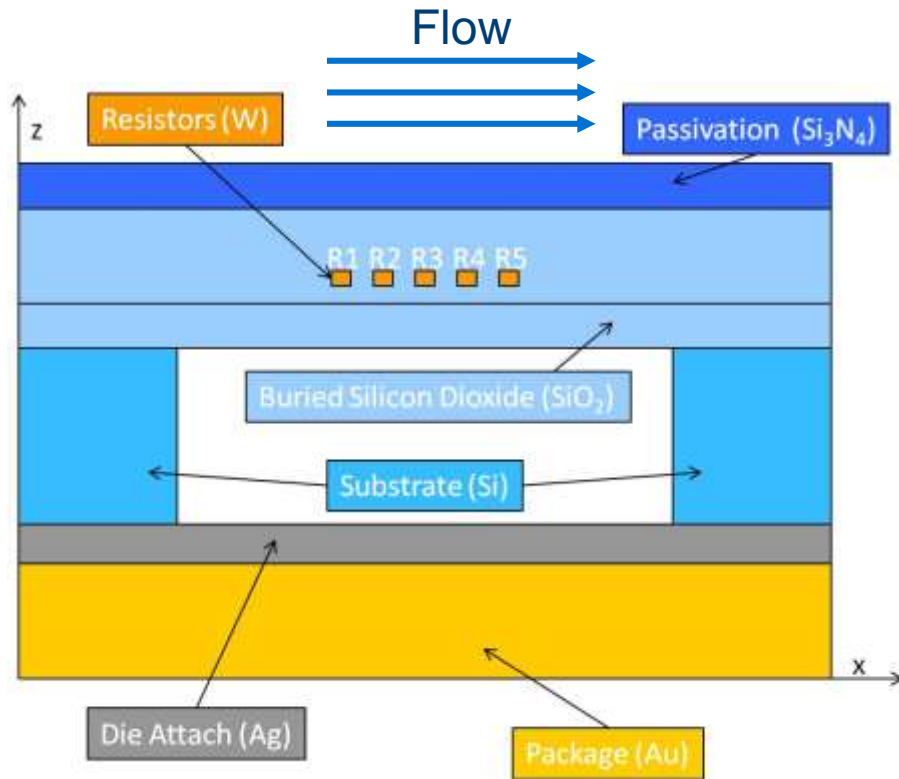 Flow
z
Resistors (W)
Passivation (Si₃N₄)
R1 R2 R3 R4 R5
Buried Silicon Dioxide (SiO₂)
Substrate (Si)
x
Die Attach (Ag)
Package (Au)